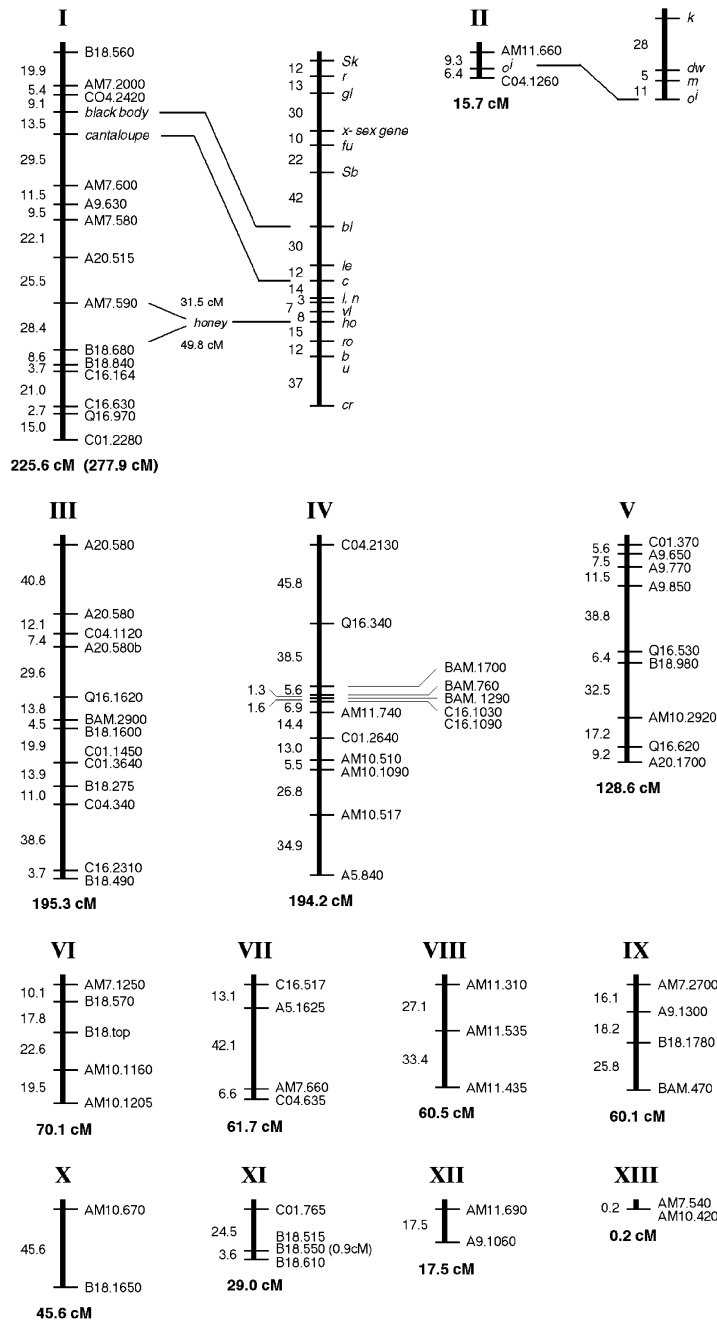 I
B18.560
19.9
AM7.2000
5.4
CO4.2420
9.1
black body
13.5
cantaloupe
29.5
AM7.600
11.5
A9.630
9.5
AM7.580
22.1
A20.515
25.5
AM7.590
31.5 cM
honey
49.8 cM
28.4
B18.680
8.6
B18.840
3.7
C16.164
21.0
C16.630
2.7
Q16.970
15.0
C01.2280
225.6 cM (277.9 cM)
Sk
12
r
13
gl
30
x- sex gene
10
fu
22
Sb
42
bl
30
le
12
c
14
i, n
3
vl
7
8
ho
15
ro
12
b
u
37
cr
II
AM11.660
9.3
oi
6.4
C04.1260
15.7 cM
k
28
dw
5
m
11
oi
III
A20.580
40.8
A20.580
12.1
C04.1120
7.4
A20.580b
29.6
Q16.1620
13.8
BAM.2900
4.5
B18.1600
19.9
C01.1450
C01.3640
13.9
B18.275
11.0
C04.340
38.6
C16.2310
3.7
B18.490
195.3 cM
IV
C04.2130
45.8
Q16.340
38.5
BAM.1700
1.3
5.6
BAM.760
BAM. 1290
1.6
6.9
C16.1030
AM11.740
C16.1090
14.4
C01.2640
13.0
AM10.510
5.5
AM10.1090
26.8
AM10.517
34.9
A5.840
194.2 cM
V
C01.370
5.6
A9.650
7.5
A9.770
11.5
A9.850
38.8
Q16.530
6.4
B18.980
32.5
AM10.2920
17.2
Q16.620
9.2
A20.1700
128.6 cM
VI
AM7.1250
10.1
B18.570
17.8
B18.top
22.6
AM10.1160
19.5
AM10.1205
70.1 cM
VII
C16.517
13.1
A5.1625
42.1
AM7.660
6.6
C04.635
61.7 cM
VIII
AM11.310
27.1
AM11.535
33.4
AM11.435
60.5 cM
IX
AM7.2700
16.1
A9.1300
18.2
B18.1780
25.8
BAM.470
60.1 cM
X
AM10.670
45.6
B18.1650
45.6 cM
XI
C01.765
24.5
B18.515
B18.550 (0.9cM)
3.6
B18.610
29.0 cM
XII
AM11.690
17.5
A9.1060
17.5 cM
XIII
AM7.540
0.2
AM10.420
0.2 cM